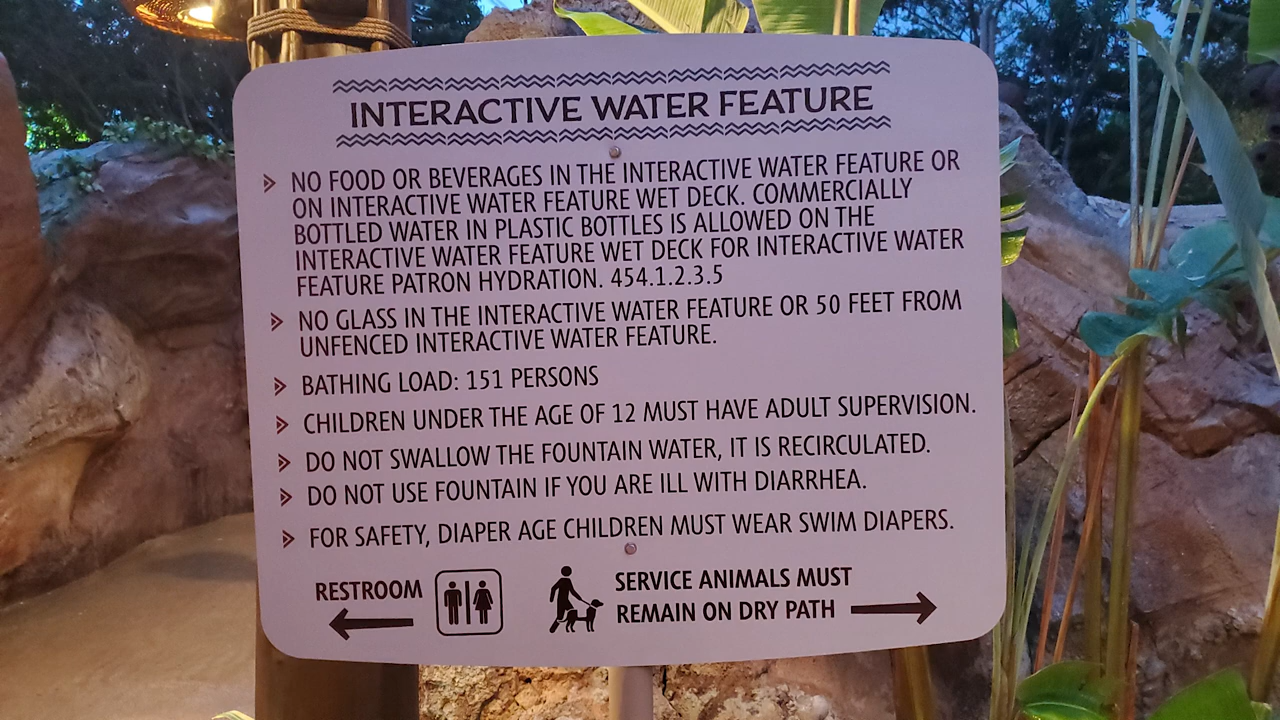 INTERACTIVE WATER FEATURE
NO FOOD OR BEVERAGES IN THE INTERACTIVE WATER FEATURE OR
ON INTERACTIVE WATER FEATURE WET DECK. COMMERCIALLY
BOTTLED WATER IN PLASTIC BOTTLES IS ALLOWED ON THE
INTERACTIVE WATER FEATURE WET DECK FOR INTERACTIVE WATER
FEATURE PATRON HYDRATION. 454.1.2.3.5
NO GLASS IN THE INTERACTIVE WATER FEATURE OR 50 FEET FROM
UNFENCED INTERACTIVE WATER FEATURE.
BATHING LOAD: 151 PERSONS
CHILDREN UNDER THE AGE OF 12 MUST HAVE ADULT SUPERVISION.
DO NOT SWALLOW THE FOUNTAIN WATER, IT IS RECIRCULATED.
DO NOT USE FOUNTAIN IF YOU ARE ILL WITH DIARRHEA.
FOR SAFETY, DIAPER AGE CHILDREN MUST WEAR SWIM DIAPERS.
RESTROOM
SERVICE ANIMALS MUST
REMAIN ON DRY PATH